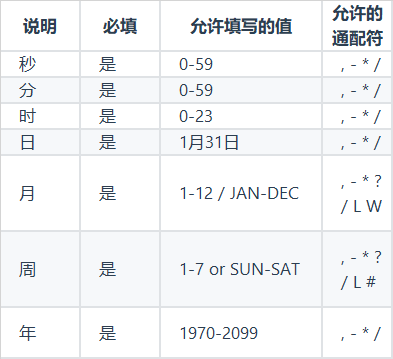 说明 必填 允许填写的值 允许的
通配符
秒 是 0-59 , - * /
分 是 0-59 , - * /
时 是 0-23 , - * /
日 是 1月31日 , - * /
月 是 1-12 / JAN-DEC , - * ?
/ L W
周 是 1-7 or SUN-SAT , - * ?
/ L #
年 是 1970-2099 , - * /